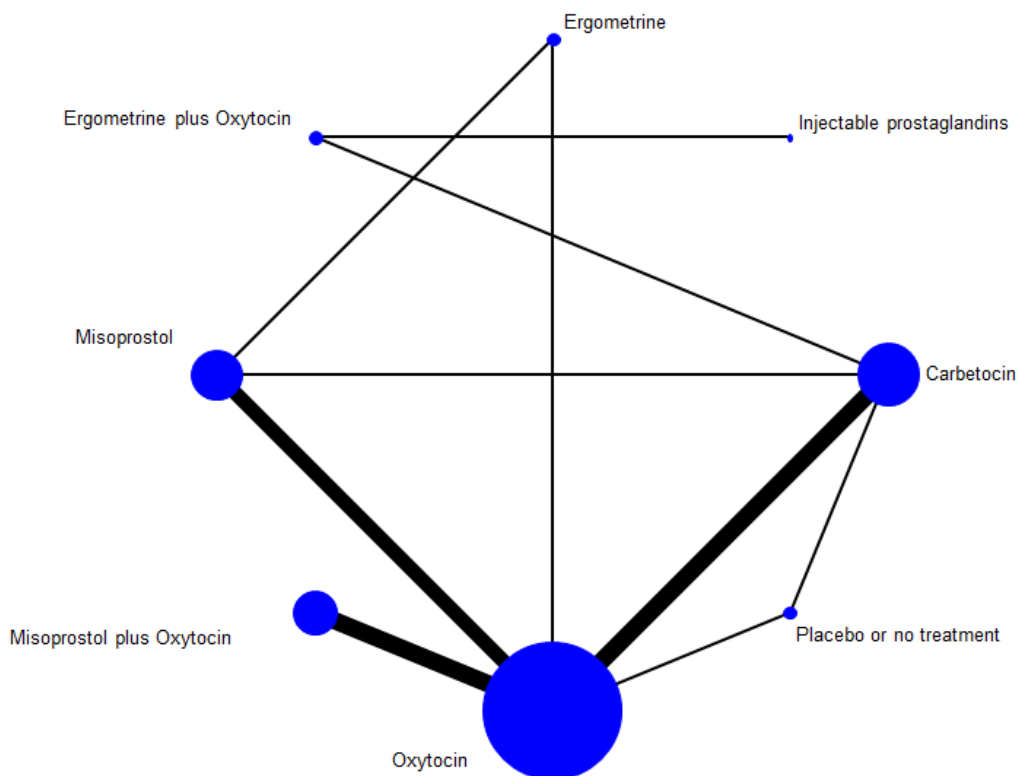 Ergometrine
Ergometrine plus Oxytocin
Injectable prostaglandins
Misoprostol
Carbetocin
Misoprostol plus Oxytocin
Placebo or no treatment
Oxytocin